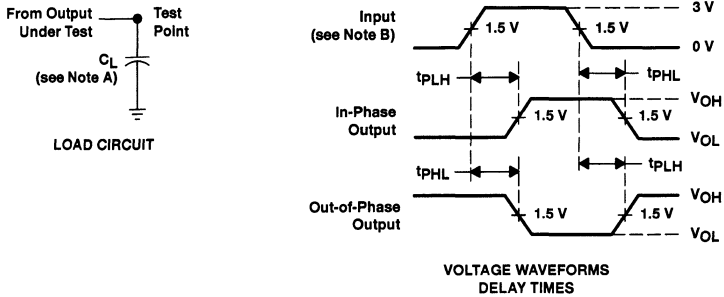 From Output
Under Test
Test
Point
CL
(see Note A)
LOAD CIRCUIT
Input
(see Note B)
1.5 V
1.5 V
3 V
0 V
tPLH
tPHL
In-Phase
Output
1.5 V
1.5 V
VOH
VOL
tPHL
tPLH
Out-of-Phase
Output
1.5 V
1.5 V
VOH
VOL
VOLTAGE WAVEFORMS
DELAY TIMES